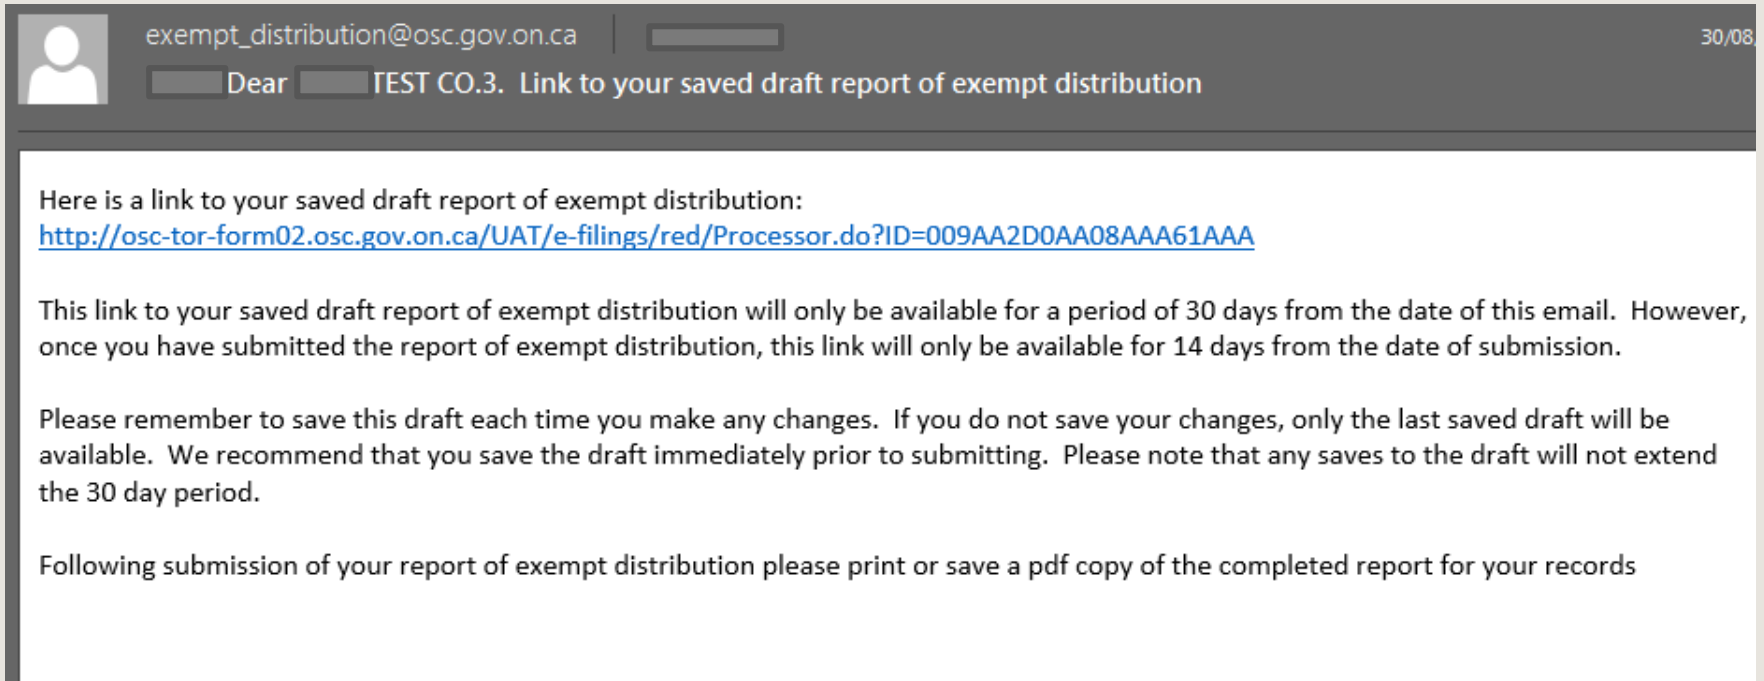 exempt_distribution@osc.gov.on.ca
30/08
Dear TEST CO.3. Link to your saved draft report of exempt distribution
Here is a link to your saved draft report of exempt distribution:
http://osc-tor-form02.osc.gov.on.ca/UAT/e-filings/red/Processor.do?ID=009AA2D0AA08AAA61AAA
This link to your saved draft report of exempt distribution will only be available for a period of 30 days from the date of this email. However,
once you have submitted the report of exempt distribution, this link will only be available for 14 days from the date of submission.
Please remember to save this draft each time you make any changes. If you do not save your changes, only the last saved draft will be
available. We recommend that you save the draft immediately prior to submitting. Please note that any saves to the draft will not extend
the 30 day period.
Following submission of your report of exempt distribution please print or save a pdf copy of the completed report for your records